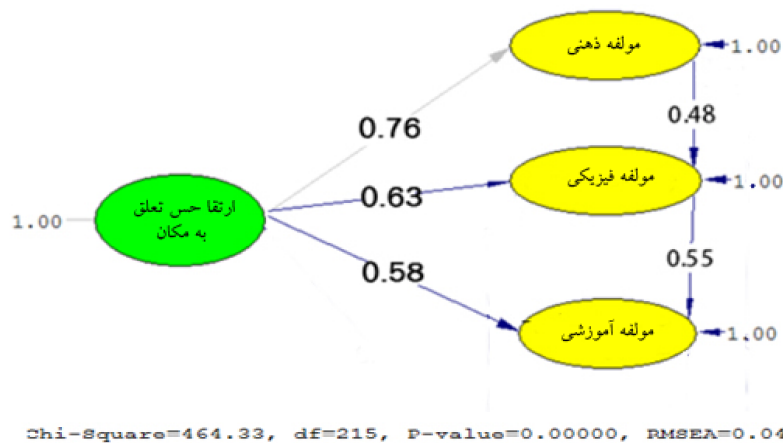 مولفه ذهنی
1.00
0.48
0.76
مولفه فیزیکی
1.00
0.63
ارتقا حس تعلق
به مکان
1.00
0.55
0.58
مولفه آموزشی
1.00
Chi-Square=464.33, df=215, P-value=0.00000, RMSEA=0.04